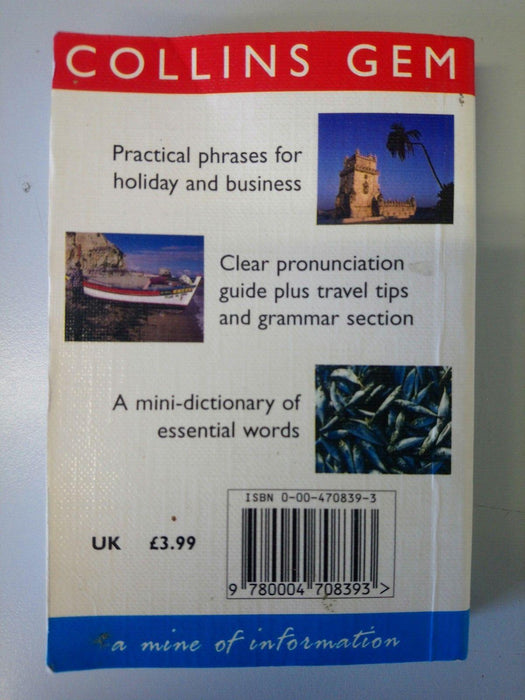 COLLINS GEM
Practical phrases for
holiday and business
Clear pronunciation
guide plus travel tips
and grammar section
A mini-dictionary of
essential words
ISBN 0-00-470839-3
UK £3.99
9 780004 708393 >
a mine of information